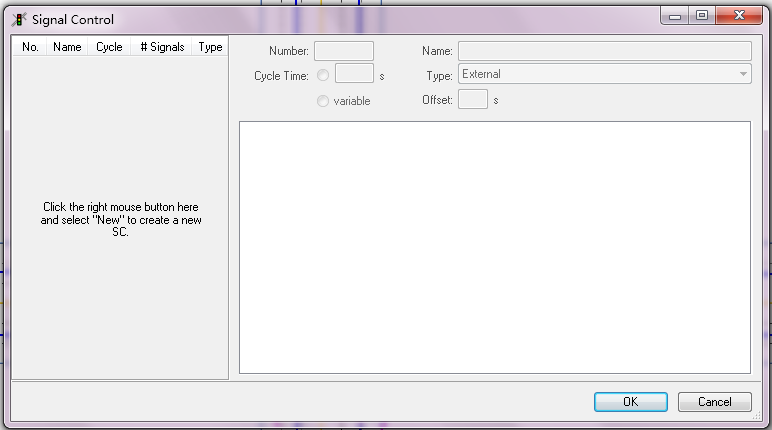 Signal Control
No. Name Cycle # Signals Type
Number: Name:
Cycle Time: s Type: External
variable Offset: s
Click the right mouse button here
and select "New" to create a new
SC.
OK Cancel